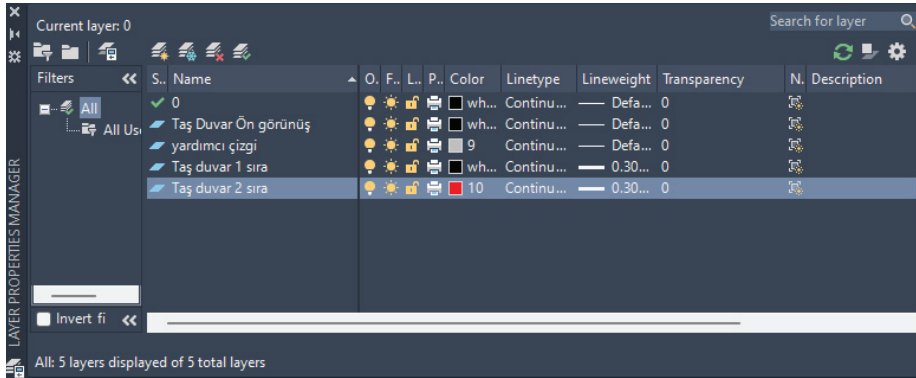 Current layer: 0
Search for layer
Filters
S.. Name O. F.. L.. P.. Color Linetype Lineweight Transparency N. Description
All
All Us
0 wh... Continu... Defa... 0
Taş Duvar Ön görünüş wh... Continu... Defa... 0
yardımcı çizgi 9 Continu... Defa... 0
Taş duvar 1 sıra wh... Continu... 0.30... 0
Taş duvar 2 sıra 10 Continu... 0.30... 0
Invert fi
LAYER PROPERTIES MANAGER
All: 5 layers displayed of 5 total layers